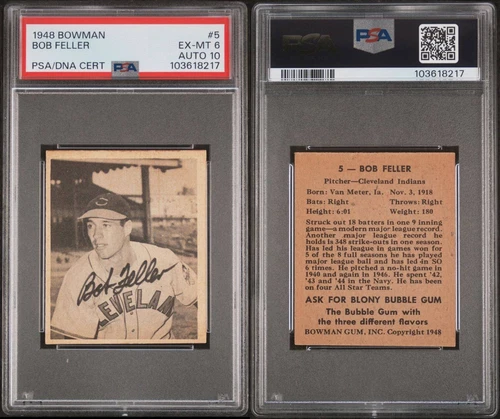 1948 BOWMAN #5
BOB FELLER EX-MT 6
AUTO 10
PSA/DNA CERT PSA 103618217
Bob Feller
CLEVELAN
PSA
103618217
5 — BOB FELLER
Pitcher—Cleveland Indians
Born: Van Meter, Ia. Nov. 3, 1918
Bats: Right Throws: Right
Height: 6:01 Weight: 180
Struck out 18 batters in one 9 inning
game—a modern major league record.
Another major league record he
holds is 348 strike-outs in one season.
Has led his league in games won for
5 of the 8 full seasons he has played
major league ball and has led in SO
6 times. He pitched a no-hit game in
1940 and again in 1946. He spent '42,
'43 and '44 in the Navy. He has been
on four All Star Teams.
ASK FOR BLONY BUBBLE GUM
The Bubble Gum with
the three different flavors
BOWMAN GUM, INC. Copyright 1948